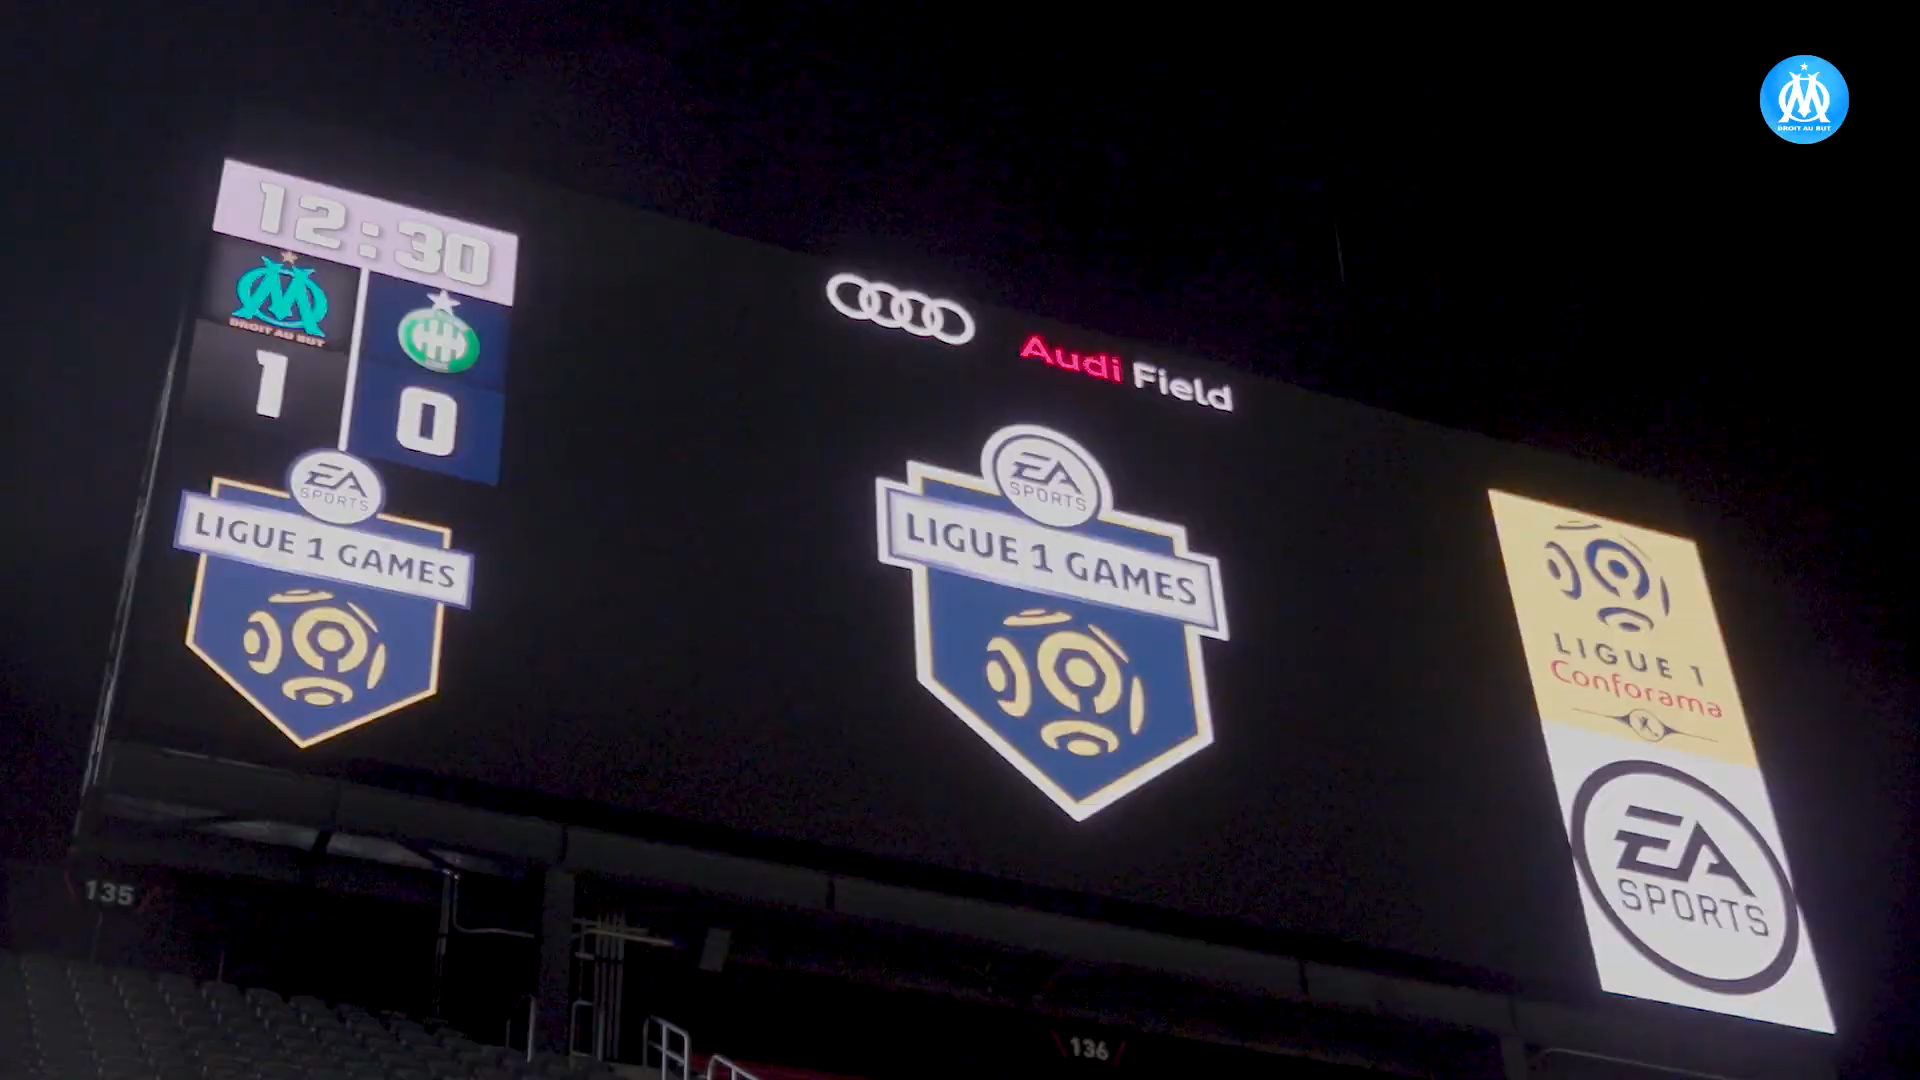 DROIT AU BUT
12:30
DROIT AU BUT
1
0
EA
SPORTS
LIGUE 1 GAMES
Audi Field
EA
SPORTS
LIGUE 1 GAMES
LIGUE 1
Conforama
EA
SPORTS
135
136